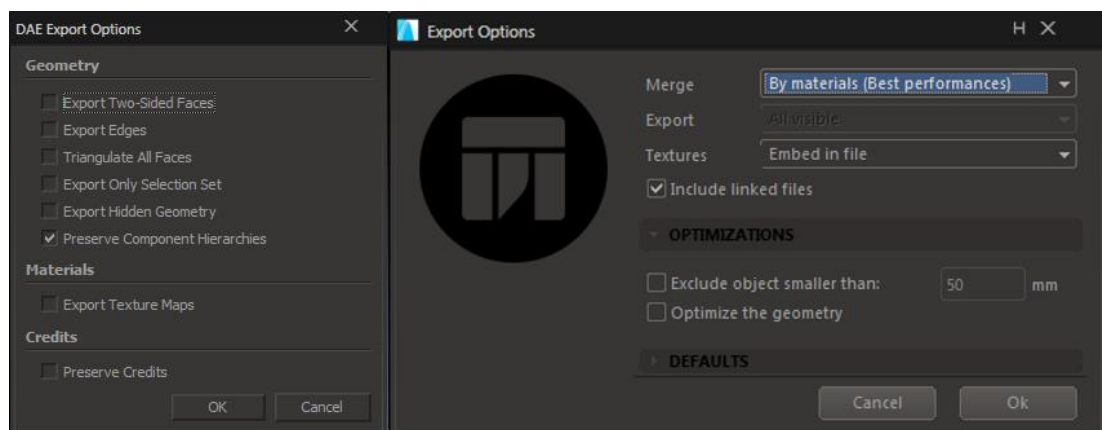 DAE Export Options
Geometry
Export Two-Sided Faces
Export Edges
Triangulate All Faces
Export Only Selection Set
Export Hidden Geometry
Preserve Component Hierarchies
Materials
Export Texture Maps
Credits
Preserve Credits
OK Cancel
Export Options H
Merge By materials (Best performances)
Export All visible
Textures Embed in file
Include linked files
OPTIMIZATIONS
Exclude object smaller than: 50 mm
Optimize the geometry
DEFAULTS
Cancel Ok